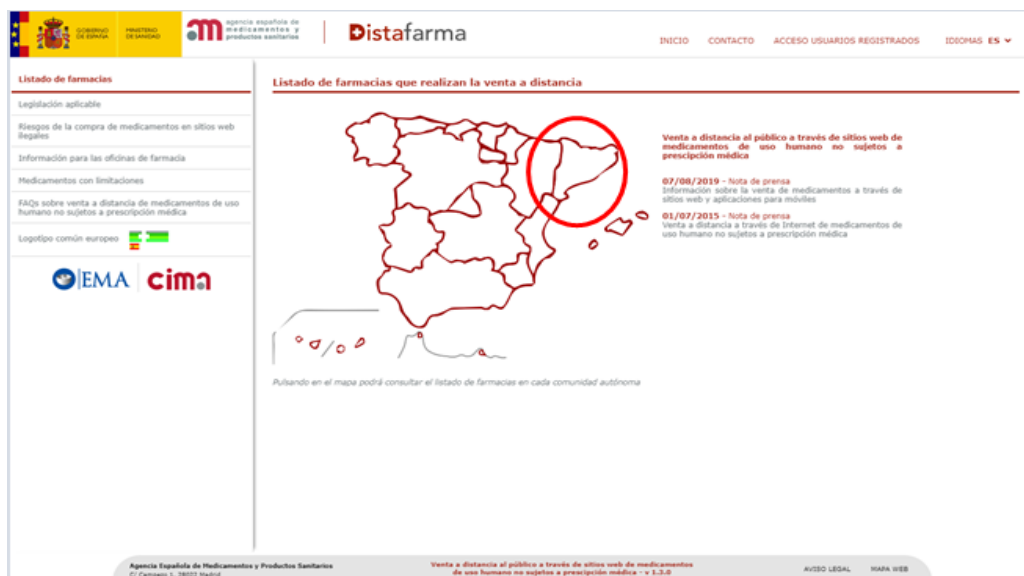 GOBIERNO
DE ESPAÑA
MINISTERIO
DE SANIDAD
am
agencia española de
medicamentos y
productos sanitarios
Distafarma
INICIO CONTACTO ACCESO USUARIOS REGISTRADOS IDIOMAS ES
Listado de farmacias
Legislación aplicable
Riesgos de la compra de medicamentos en sitios web
ilegales
Información para las oficinas de farmacia
Medicamentos con limitaciones
FAQs sobre venta a distancia de medicamentos de uso
humano no sujetos a prescripción médica
Logotipo común europeo
EMA cima
Listado de farmacias que realizan la venta a distancia
Pulsando en el mapa podrá consultar el listado de farmacias en cada comunidad autónoma
Venta a distancia al público a través de sitios web de
medicamentos de uso humano no sujetos a
prescripción médica
07/08/2019 - Nota de prensa
Información sobre la venta de medicamentos a través de
sitios web y aplicaciones para móviles
01/07/2015 - Nota de prensa
Venta a distancia a través de Internet de medicamentos de
uso humano no sujetos a prescripción médica
Agencia Española de Medicamentos y Productos Sanitarios
C/ Campezo 1, 28022 Madrid
Venta a distancia al público a través de sitios web de medicamentos
de uso humano no sujetos a prescripción médica - v 1.3.0
AVISO LEGAL MAPA WEB